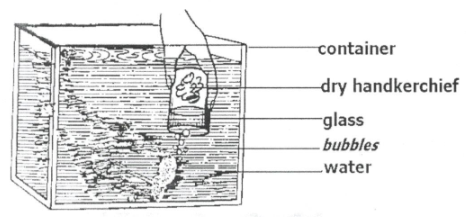 container
dry handkerchief
glass
bubbles
water